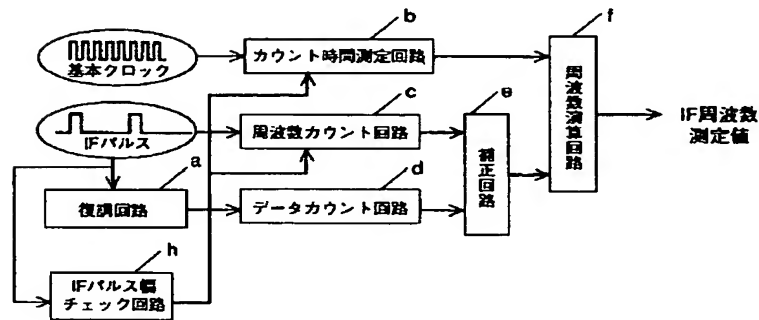 b
カウント時間測定回路
f
基本クロック
周波数演算回路
c
周波数カウント回路
e
補正回路
IFパルス
IF周波数
測定値
a
復調回路
d
データカウント回路
h
IFパルス幅
チェック回路